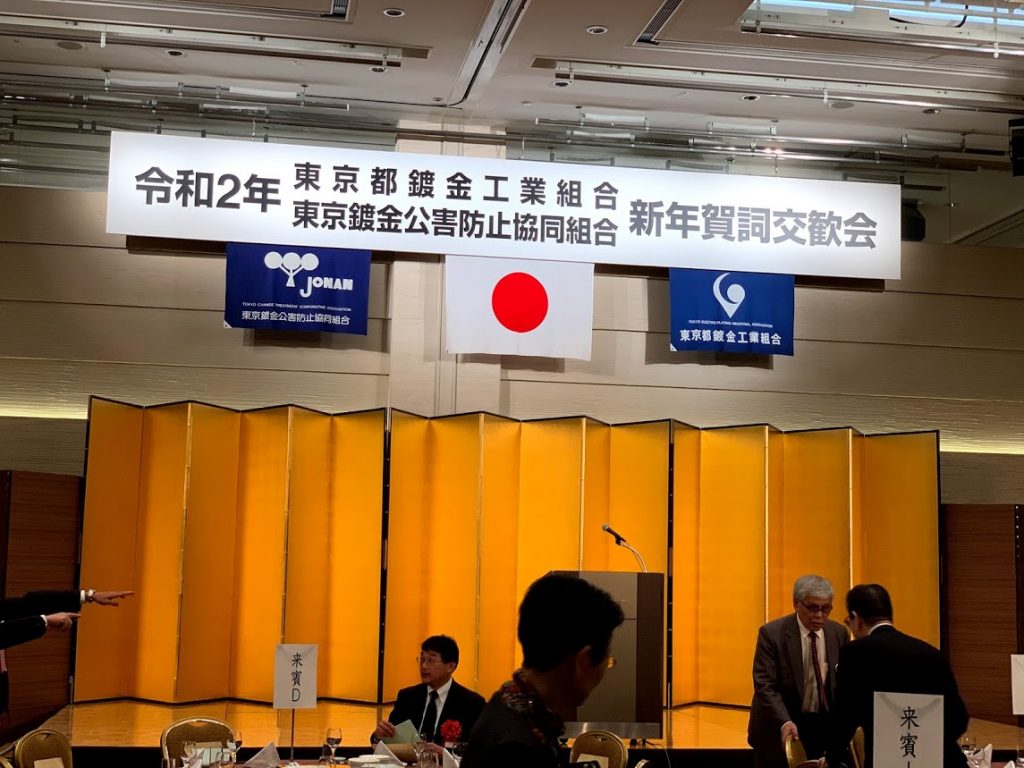 令和2年
東京都鍍金工業組合
東京鍍金公害防止協同組合
新年賀詞交歓会
JONAN
東京鍍金公害防止協同組合
東京都鍍金工業組合
来賓D
来賓